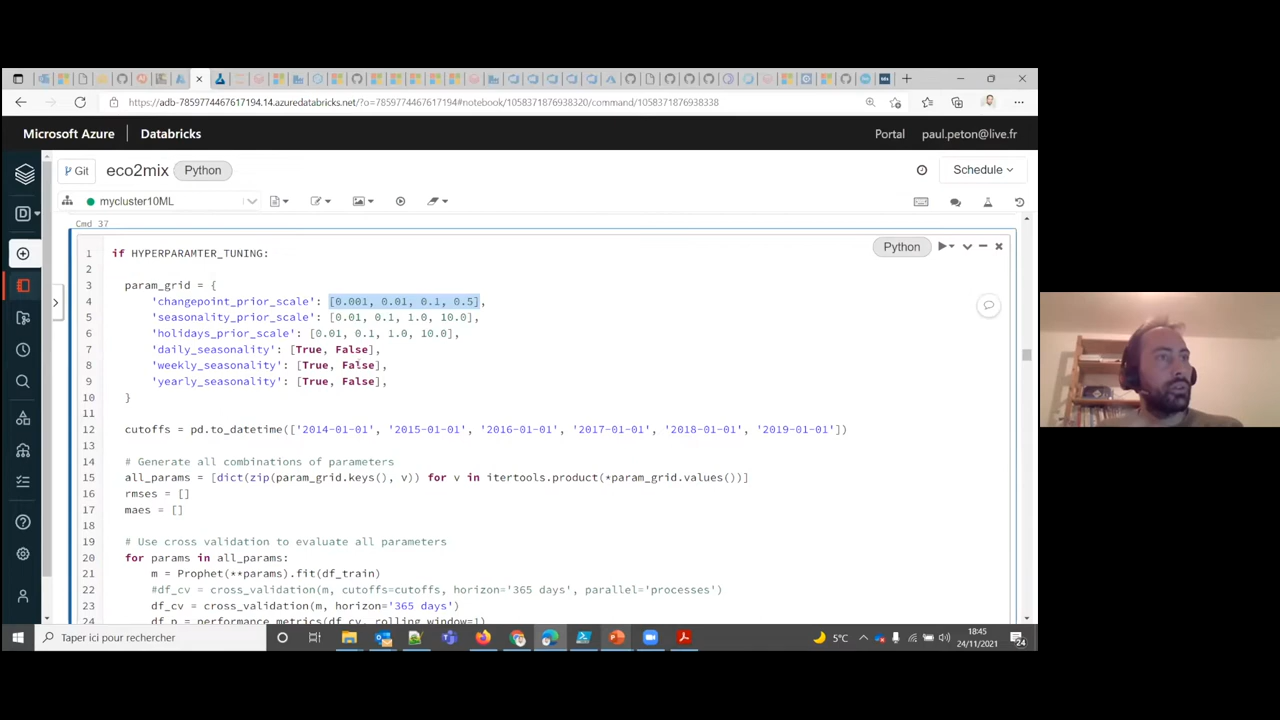 https://adb-7859774467617194.14.azuredatabricks.net/?o=7859774467617194#notebook/1058371876938320/command/1058371876938338
Microsoft Azure
Databricks
Portal
paul.peton@live.fr
Git
eco2mix
Python
Schedule
D
mycluster10ML
Cmd 37
Python
1 if HYPERPARAMTER_TUNING:
2
3 param_grid = {
4 'changepoint_prior_scale': [0.001, 0.01, 0.1, 0.5],
5 'seasonality_prior_scale': [0.01, 0.1, 1.0, 10.0],
6 'holidays_prior_scale': [0.01, 0.1, 1.0, 10.0],
7 'daily_seasonality': [True, False],
8 'weekly_seasonality': [True, False],
9 'yearly_seasonality': [True, False],
10 }
11
12 cutoffs = pd.to_datetime(['2014-01-01', '2015-01-01', '2016-01-01', '2017-01-01', '2018-01-01', '2019-01-01'])
13
14 # Generate all combinations of parameters
15 all_params = [dict(zip(param_grid.keys(), v)) for v in itertools.product(*param_grid.values())]
16 rmses = []
17 maes = []
18
19 # Use cross validation to evaluate all parameters
20 for params in all_params:
21 m = Prophet(**params).fit(df_train)
22 #df_cv = cross_validation(m, cutoffs=cutoffs, horizon='365 days', parallel='processes')
23 df_cv = cross_validation(m, horizon='365 days')
24 df_p = performance_metrics(df_cv, rolling_window=1)
Taper ici pour rechercher
5°C
18:45
24/11/2021
24